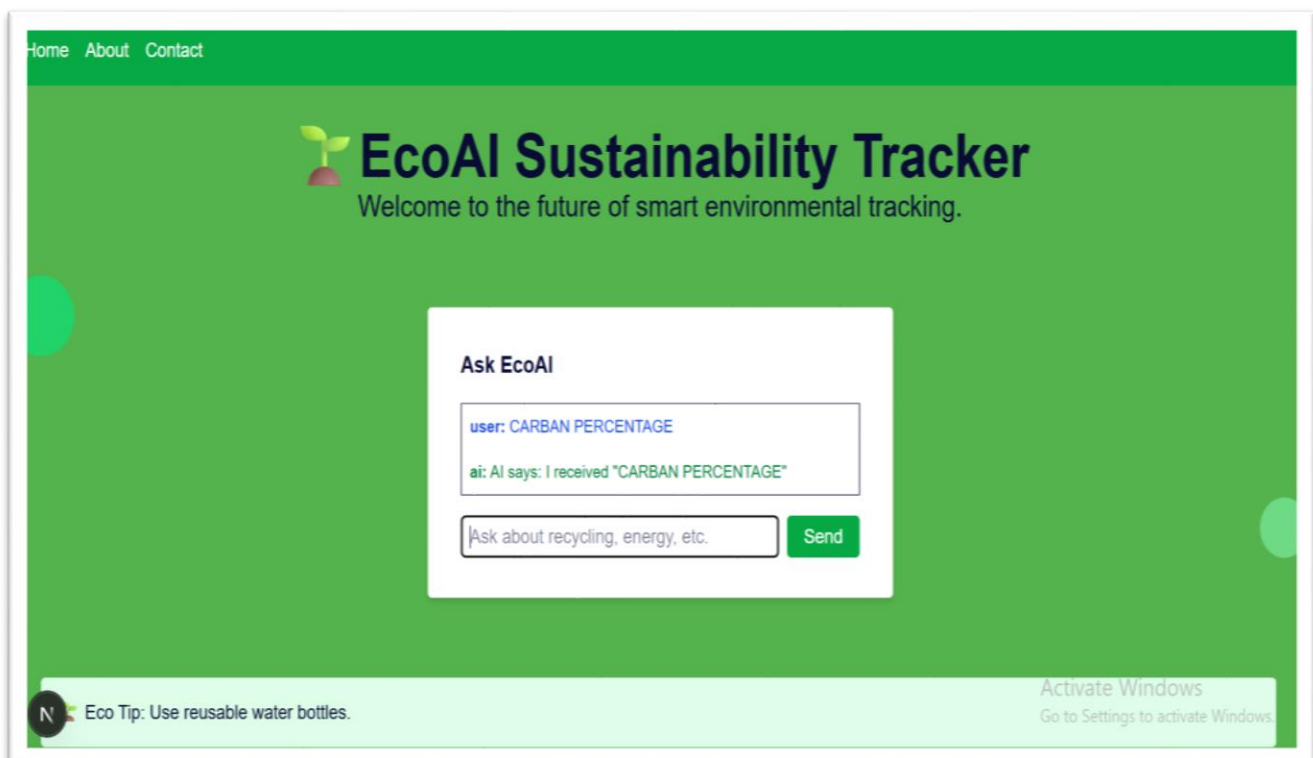 Home About Contact
EcoAI Sustainability Tracker
Welcome to the future of smart environmental tracking.
Ask EcoAI
user: CARBAN PERCENTAGE
ai: AI says: I received "CARBAN PERCENTAGE"
Ask about recycling, energy, etc.
Send
Activate Windows
Go to Settings to activate Windows.
N
Eco Tip: Use reusable water bottles.